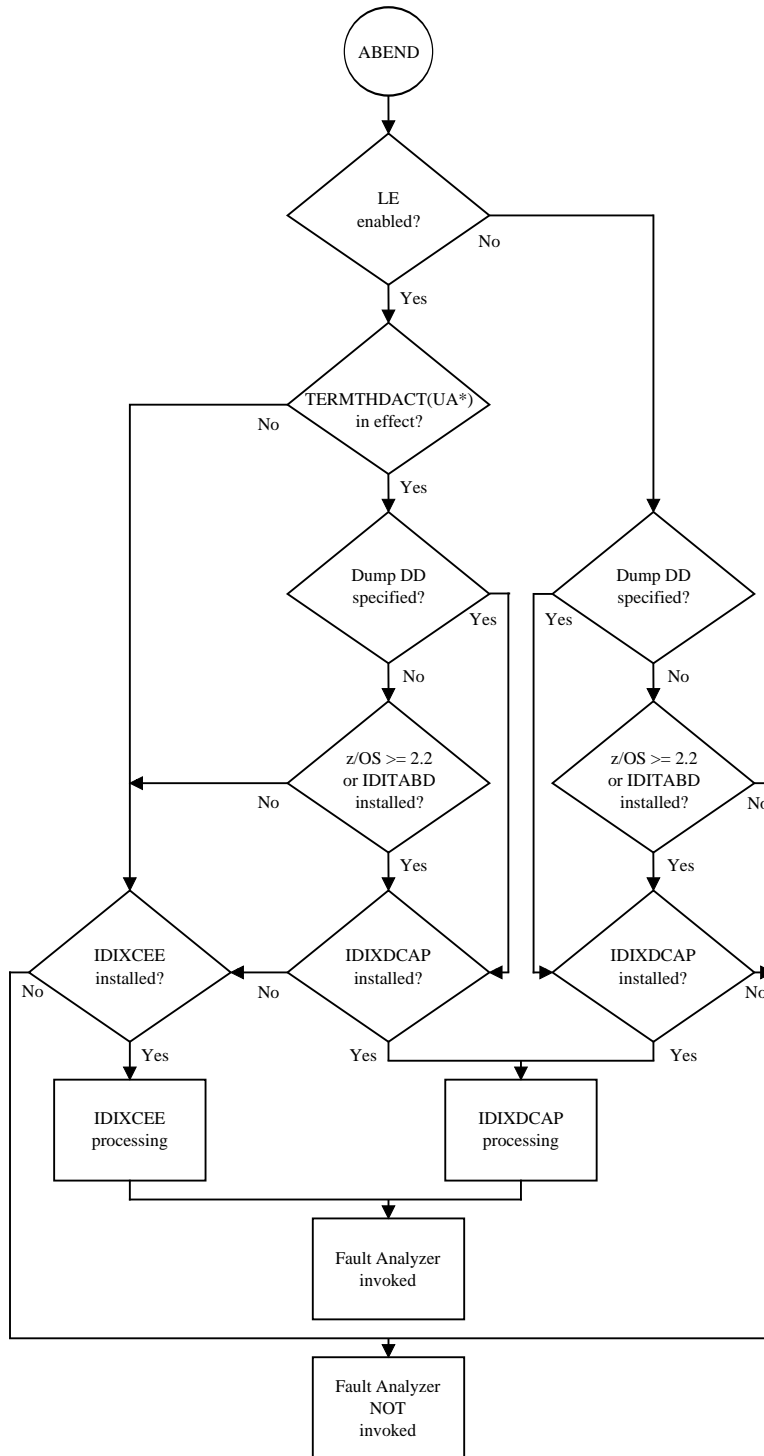 ABEND
LE
enabled?
No
Yes
TERMTHDACT(UA*)
in effect?
No
Yes
Dump DD
specified?
Yes
No
Dump DD
specified?
Yes
No
z/OS >= 2.2
or IDITABD
installed?
No
Yes
z/OS >= 2.2
or IDITABD
installed?
No
Yes
IDIXCEE
installed?
No
Yes
IDIXDCAP
installed?
No
Yes
IDIXDCAP
installed?
No
Yes
IDIXCEE
processing
IDIXDCAP
processing
Fault Analyzer
invoked
Fault Analyzer
NOT
invoked